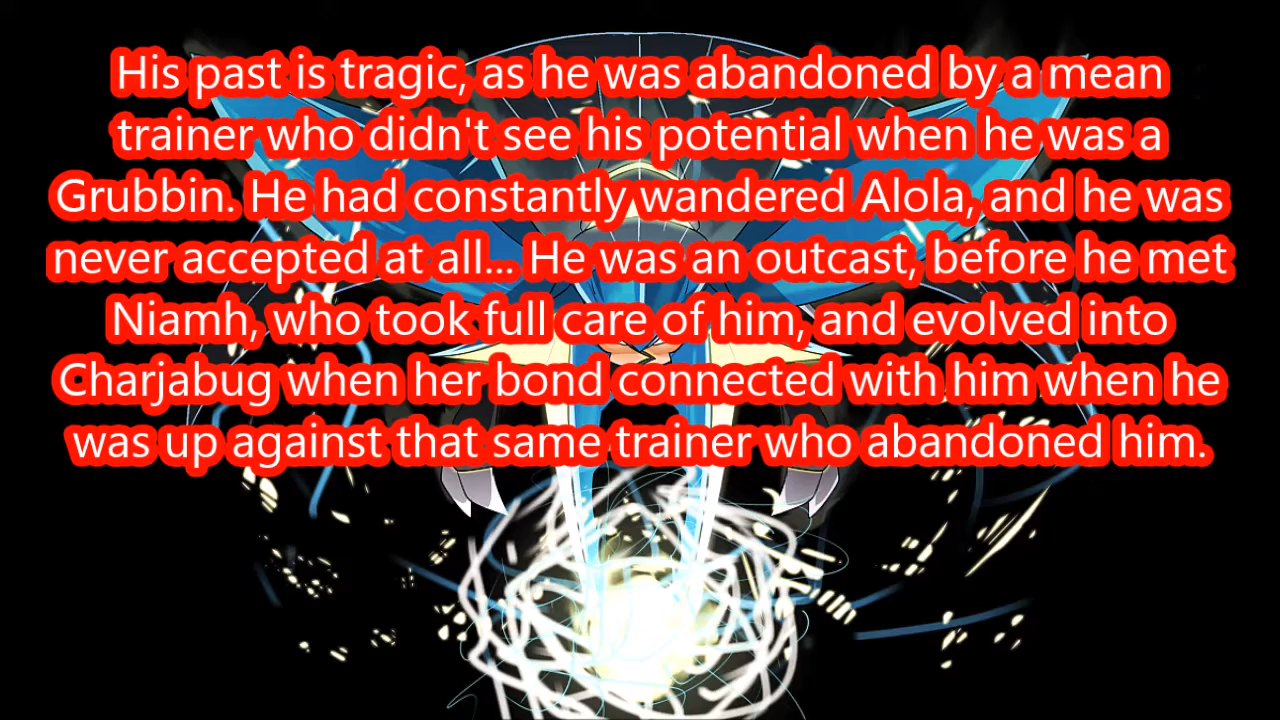 His past is tragic, as he was abandoned by a mean
trainer who didn't see his potential when he was a
Grubbin. He had constantly wandered Alola, and he was
never accepted at all... He was an outcast, before he met
Niamh, who took full care of him, and evolved into
Charjabug when her bond connected with him when he
was up against that same trainer who abandoned him.